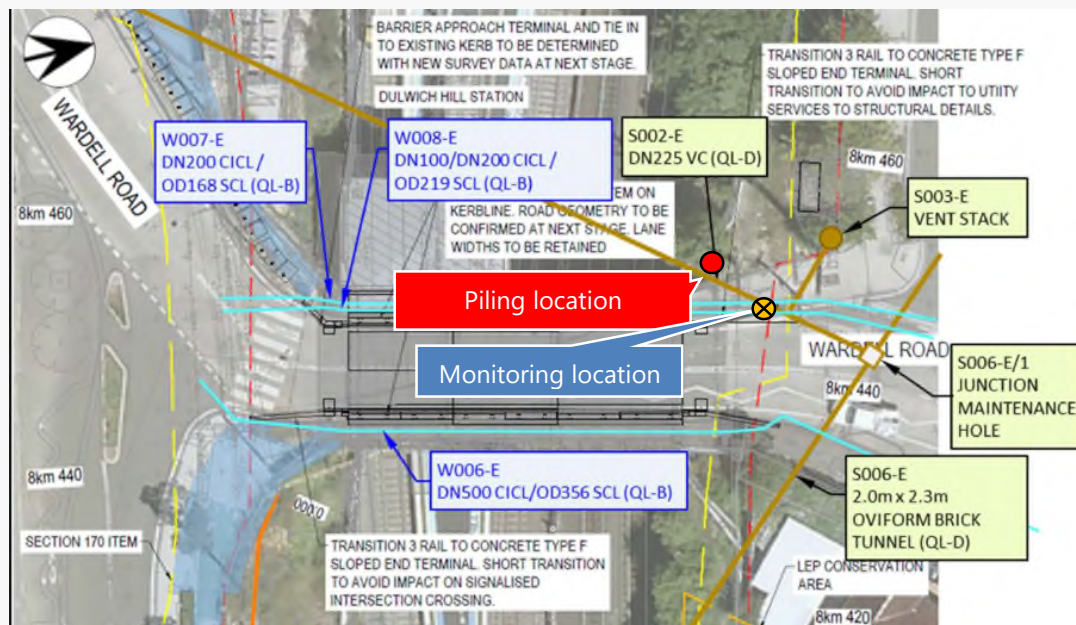 BARRIER APPROACH TERMINAL AND TIE IN
TO EXISTING KERB TO BE DETERMINED
WITH NEW SURVEY DATA AT NEXT STAGE.
DULWICH HILL STATION
TRANSITION 3 RAIL TO CONCRETE TYPE F
SLOPED END TERMINAL. SHORT
TRANSITION TO AVOID IMPACT TO UTIITY
SERVICES TO STRUCTURAL DETAILS.
WARDELL ROAD
W007-E
DN200 CICL /
OD168 SCL (QL-B)
W008-E
DN100/DN200 CICL /
OD219 SCL (QL-B)
S002-E
DN225 VC (QL-D)
8km 460
S003-E
VENT STACK
8km 460
EM ON
KERBLINE. ROAD GEOMETRY TO BE
CONFIRMED AT NEXT STAGE. LANE
WIDTHS TO BE RETAINED
Piling location
Monitoring location
WARDELL ROAD
S006-E/1
JUNCTION
MAINTENANCE
HOLE
8km 440
8km 440
W006-E
DN500 CICL/OD356 SCL (QL-B)
S006-E
2.0m x 2.3m
OVIFORM BRICK
TUNNEL (QL-D)
000.0
SECTION 170 ITEM
TRANSITION 3 RAIL TO CONCRETE TYPE F
SLOPED END TERMINAL. SHORT TRANSITION
TO AVOID IMPACT ON SIGNALISED
INTERSECTION CROSSING.
LEP CONSERVATION
AREA
8km 420